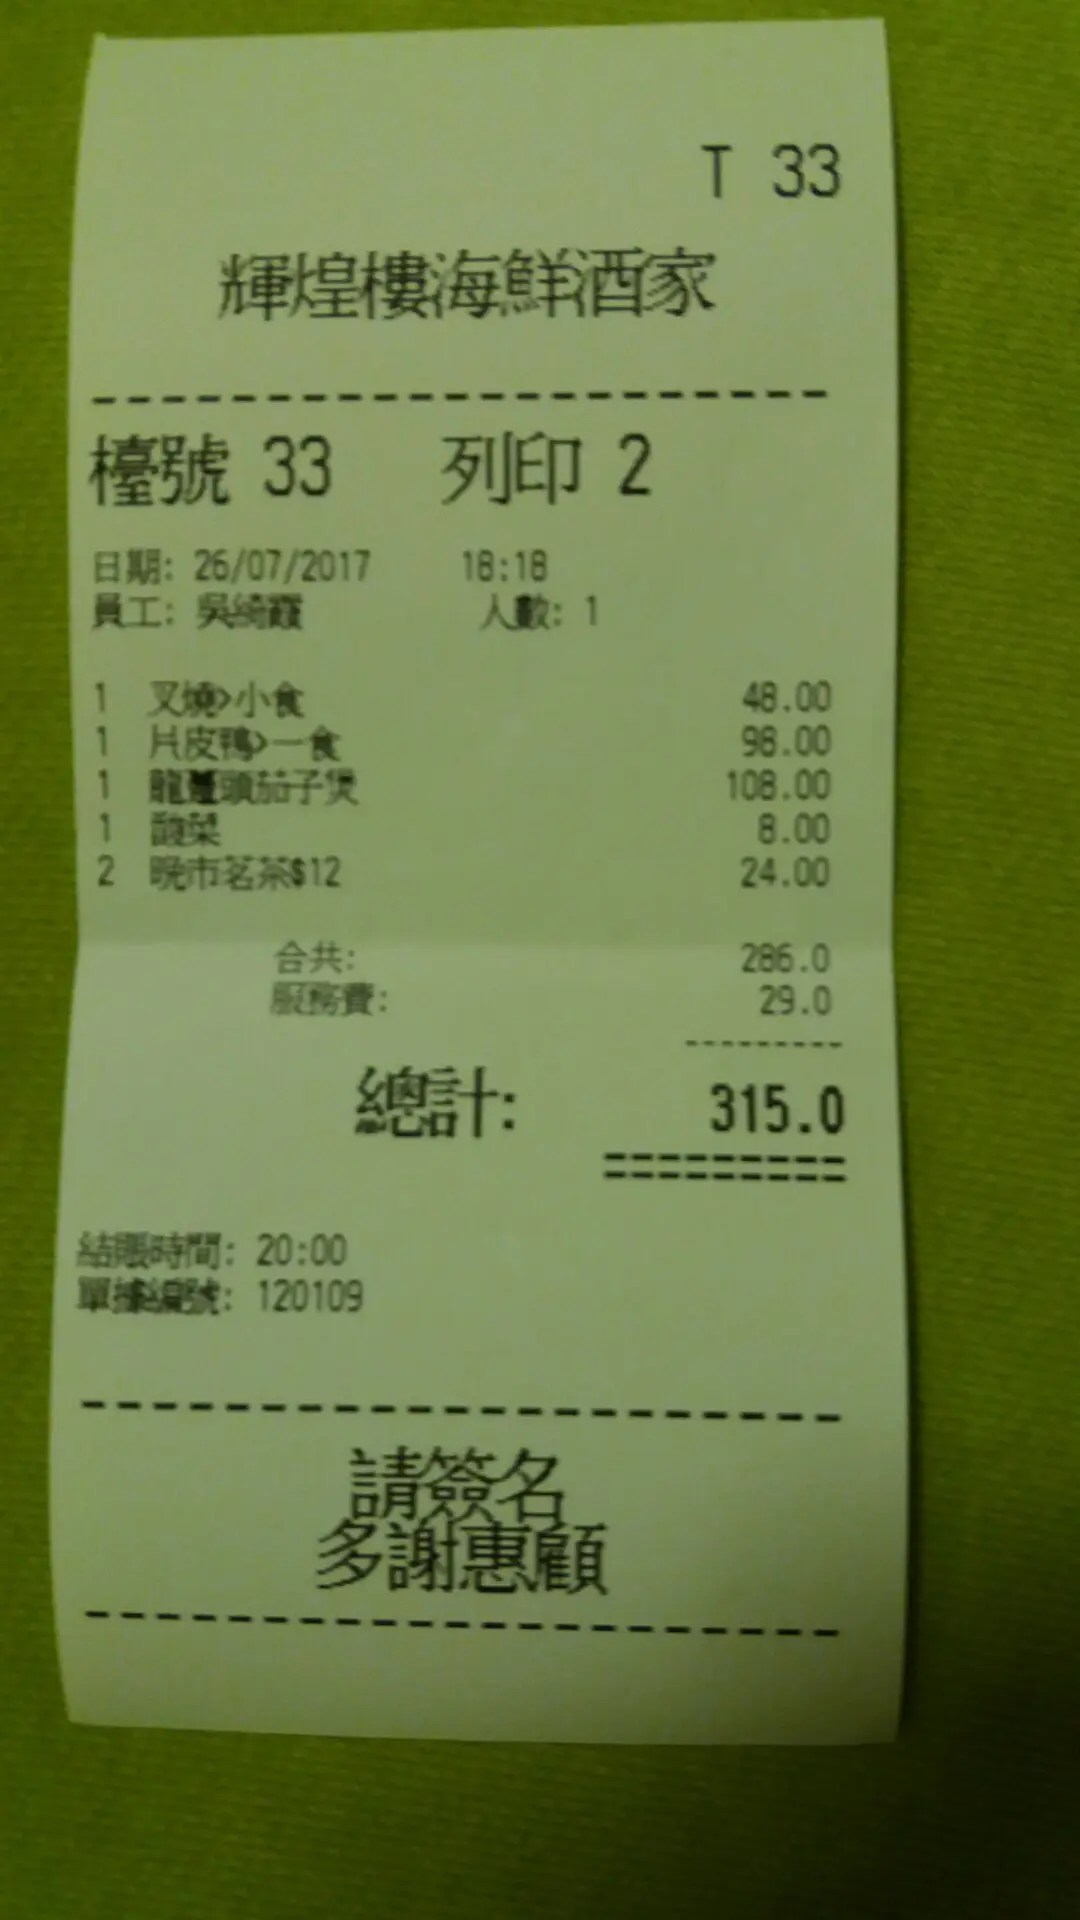 T 33
輝煌樓海鮮酒家
檯號 33 列印 2
日期: 26/07/2017 18:18
員工: 吳綺霞 人數: 1
1 叉燒>小食 48.00
1 片皮鴨>一食 98.00
1 龍躉頭茄子煲 108.00
1 酸菜 8.00
2 晚市茗茶$12 24.00
合共: 286.0
服務費: 29.0
總計: 315.0
結賬時間: 20:00
單據編號: 120109
請簽名
多謝惠顧